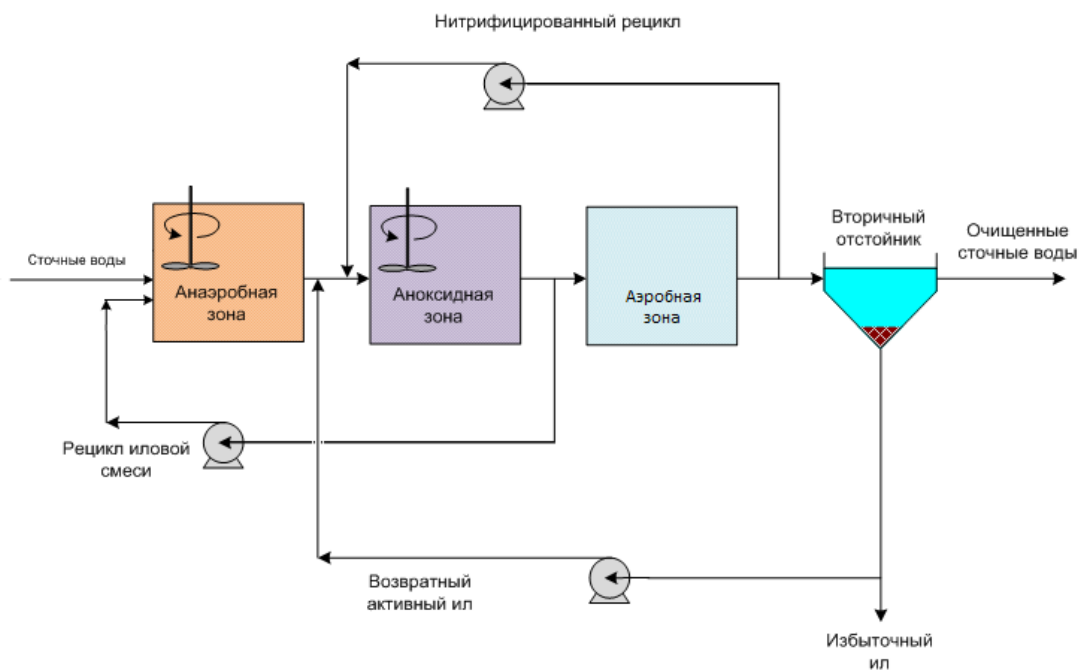 Нитрифицированный рецикл
Сточные воды
Анаэробная
зона
Аноксидная
зона
Аэробная
зона
Вторичный
отстойник
Очищенные
сточные воды
Рецикл иловой
смеси
Возвратный
активный ил
Избыточный
ил